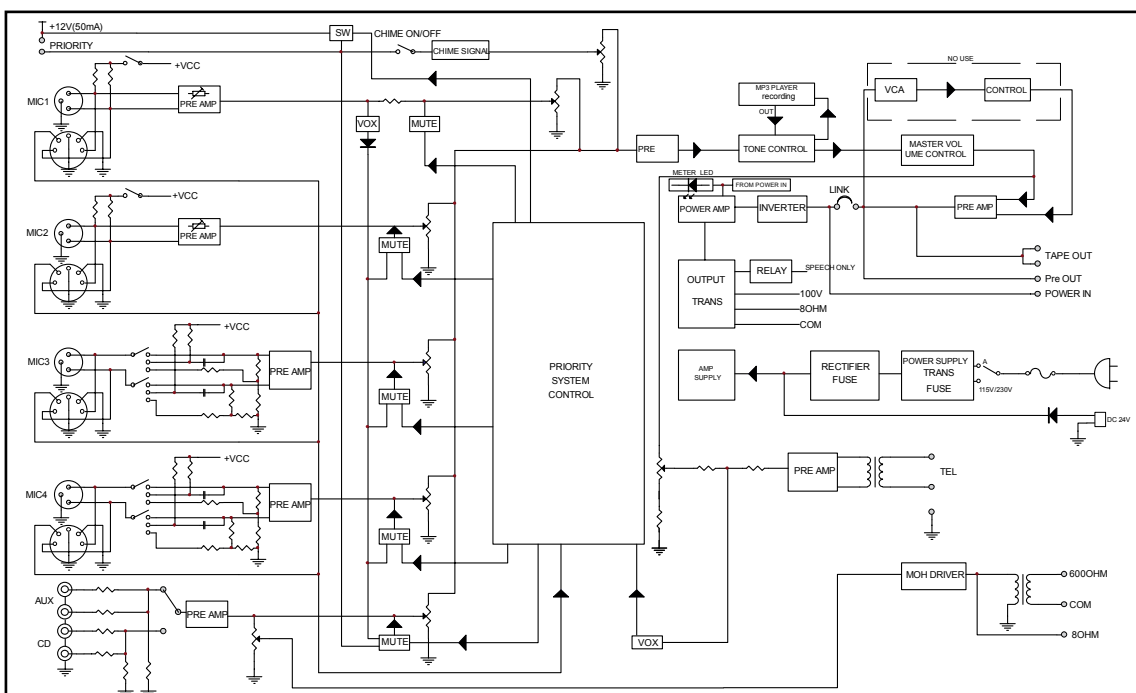 +12V(50mA)
PRIORITY
SW
CHIME ON/OFF
CHIME SIGNAL
+VCC
MIC1
PRE AMP
VOX
MUTE
NO USE
VCA
CONTROL
MP3 PLAYER
recording
OUT
PRE
TONE CONTROL
MASTER VOL
UME CONTROL
METER LED
FROM POWER IN
LINK
POWER AMP
INVERTER
PRE AMP
+VCC
MIC2
PRE AMP
MUTE
TAPE OUT
Pre OUT
POWER IN
OUTPUT
TRANS
RELAY
SPEECH ONLY
100V
8OHM
COM
+VCC
MIC3
PRE AMP
MUTE
PRIORITY
SYSTEM
CONTROL
AMP
SUPPLY
RECTIFIER
FUSE
POWER SUPPLY
TRANS
FUSE
A
115V/230V
DC 24V
+VCC
MIC4
PRE AMP
MUTE
PRE AMP
TEL
AUX
CD
PRE AMP
MUTE
VOX
MOH DRIVER
600OHM
COM
8OHM